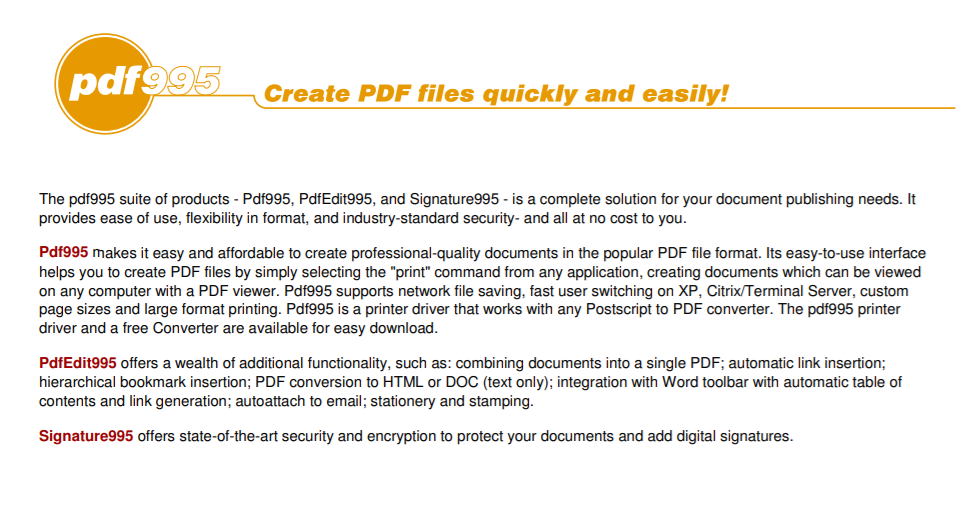 pdf995
Create PDF files quickly and easily!
The pdf995 suite of products - Pdf995, PdfEdit995, and Signature995 - is a complete solution for your document publishing needs. It
provides ease of use, flexibility in format, and industry-standard security- and all at no cost to you.
Pdf995 makes it easy and affordable to create professional-quality documents in the popular PDF file format. Its easy-to-use interface
helps you to create PDF files by simply selecting the "print" command from any application, creating documents which can be viewed
on any computer with a PDF viewer. Pdf995 supports network file saving, fast user switching on XP, Citrix/Terminal Server, custom
page sizes and large format printing. Pdf995 is a printer driver that works with any Postscript to PDF converter. The pdf995 printer
driver and a free Converter are available for easy download.
PdfEdit995 offers a wealth of additional functionality, such as: combining documents into a single PDF; automatic link insertion;
hierarchical bookmark insertion; PDF conversion to HTML or DOC (text only); integration with Word toolbar with automatic table of
contents and link generation; autoattach to email; stationery and stamping.
Signature995 offers state-of-the-art security and encryption to protect your documents and add digital signatures.